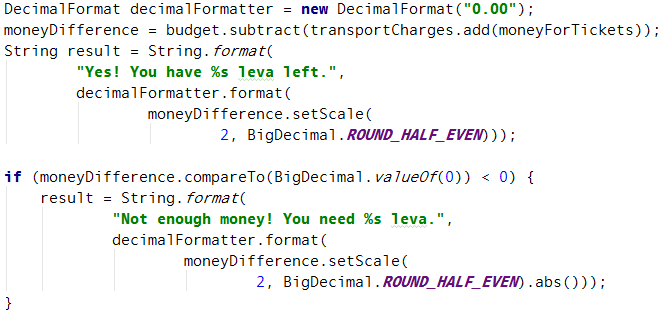 DecimalFormat decimalFormatter = new DecimalFormat("0.00");
moneyDifference = budget.subtract(transportCharges.add(moneyForTickets));
String result = String.format(
"Yes! You have %s leva left.",
decimalFormatter.format(
moneyDifference.setScale(
2, BigDecimal.ROUND_HALF_EVEN)));
if (moneyDifference.compareTo(BigDecimal.valueOf(0)) < 0) {
result = String.format(
"Not enough money! You need %s leva.",
decimalFormatter.format(
moneyDifference.setScale(
2, BigDecimal.ROUND_HALF_EVEN).abs()));
}